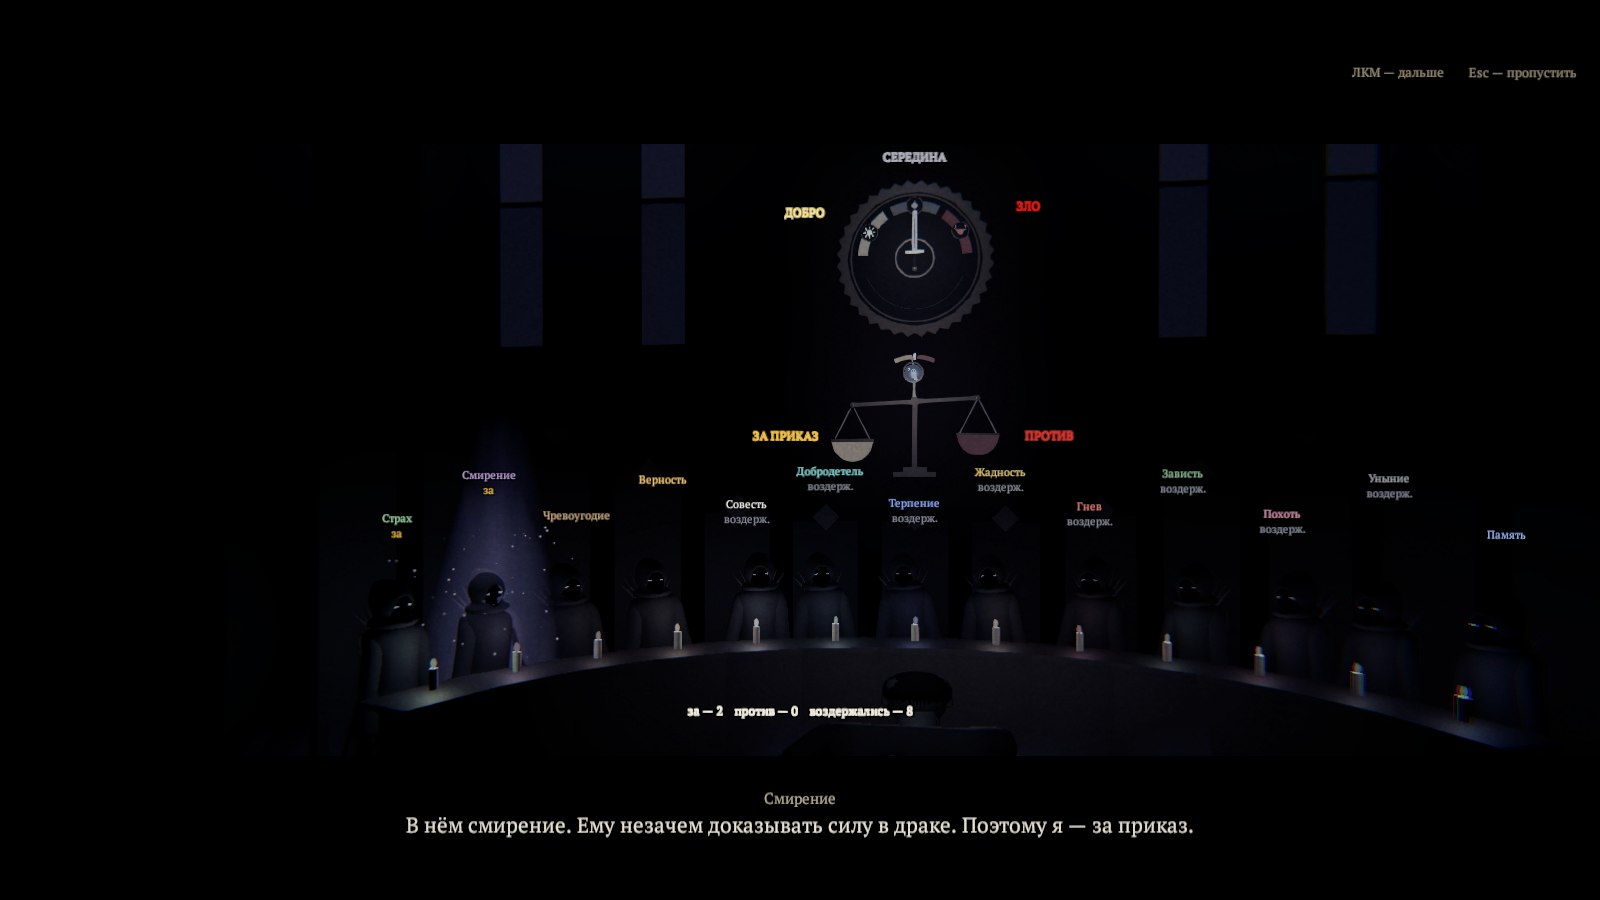 ЛКМ — дальше Esc — пропустить
СЕРЕДИНА
ДОБРО
ЗЛО
ЗА ПРИКАЗ
ПРОТИВ
Страх
за
Смирение
за
Чревоугодие
Верность
Совесть
воздерж.
Добродетель
воздерж.
Терпение
воздерж.
Жадность
воздерж.
Гнев
воздерж.
Зависть
воздерж.
Похоть
воздерж.
Уныние
воздерж.
Память
за — 2 против — 0 воздержались — 8
Смирение
В нём смирение. Ему незачем доказывать силу в драке. Поэтому я — за приказ.